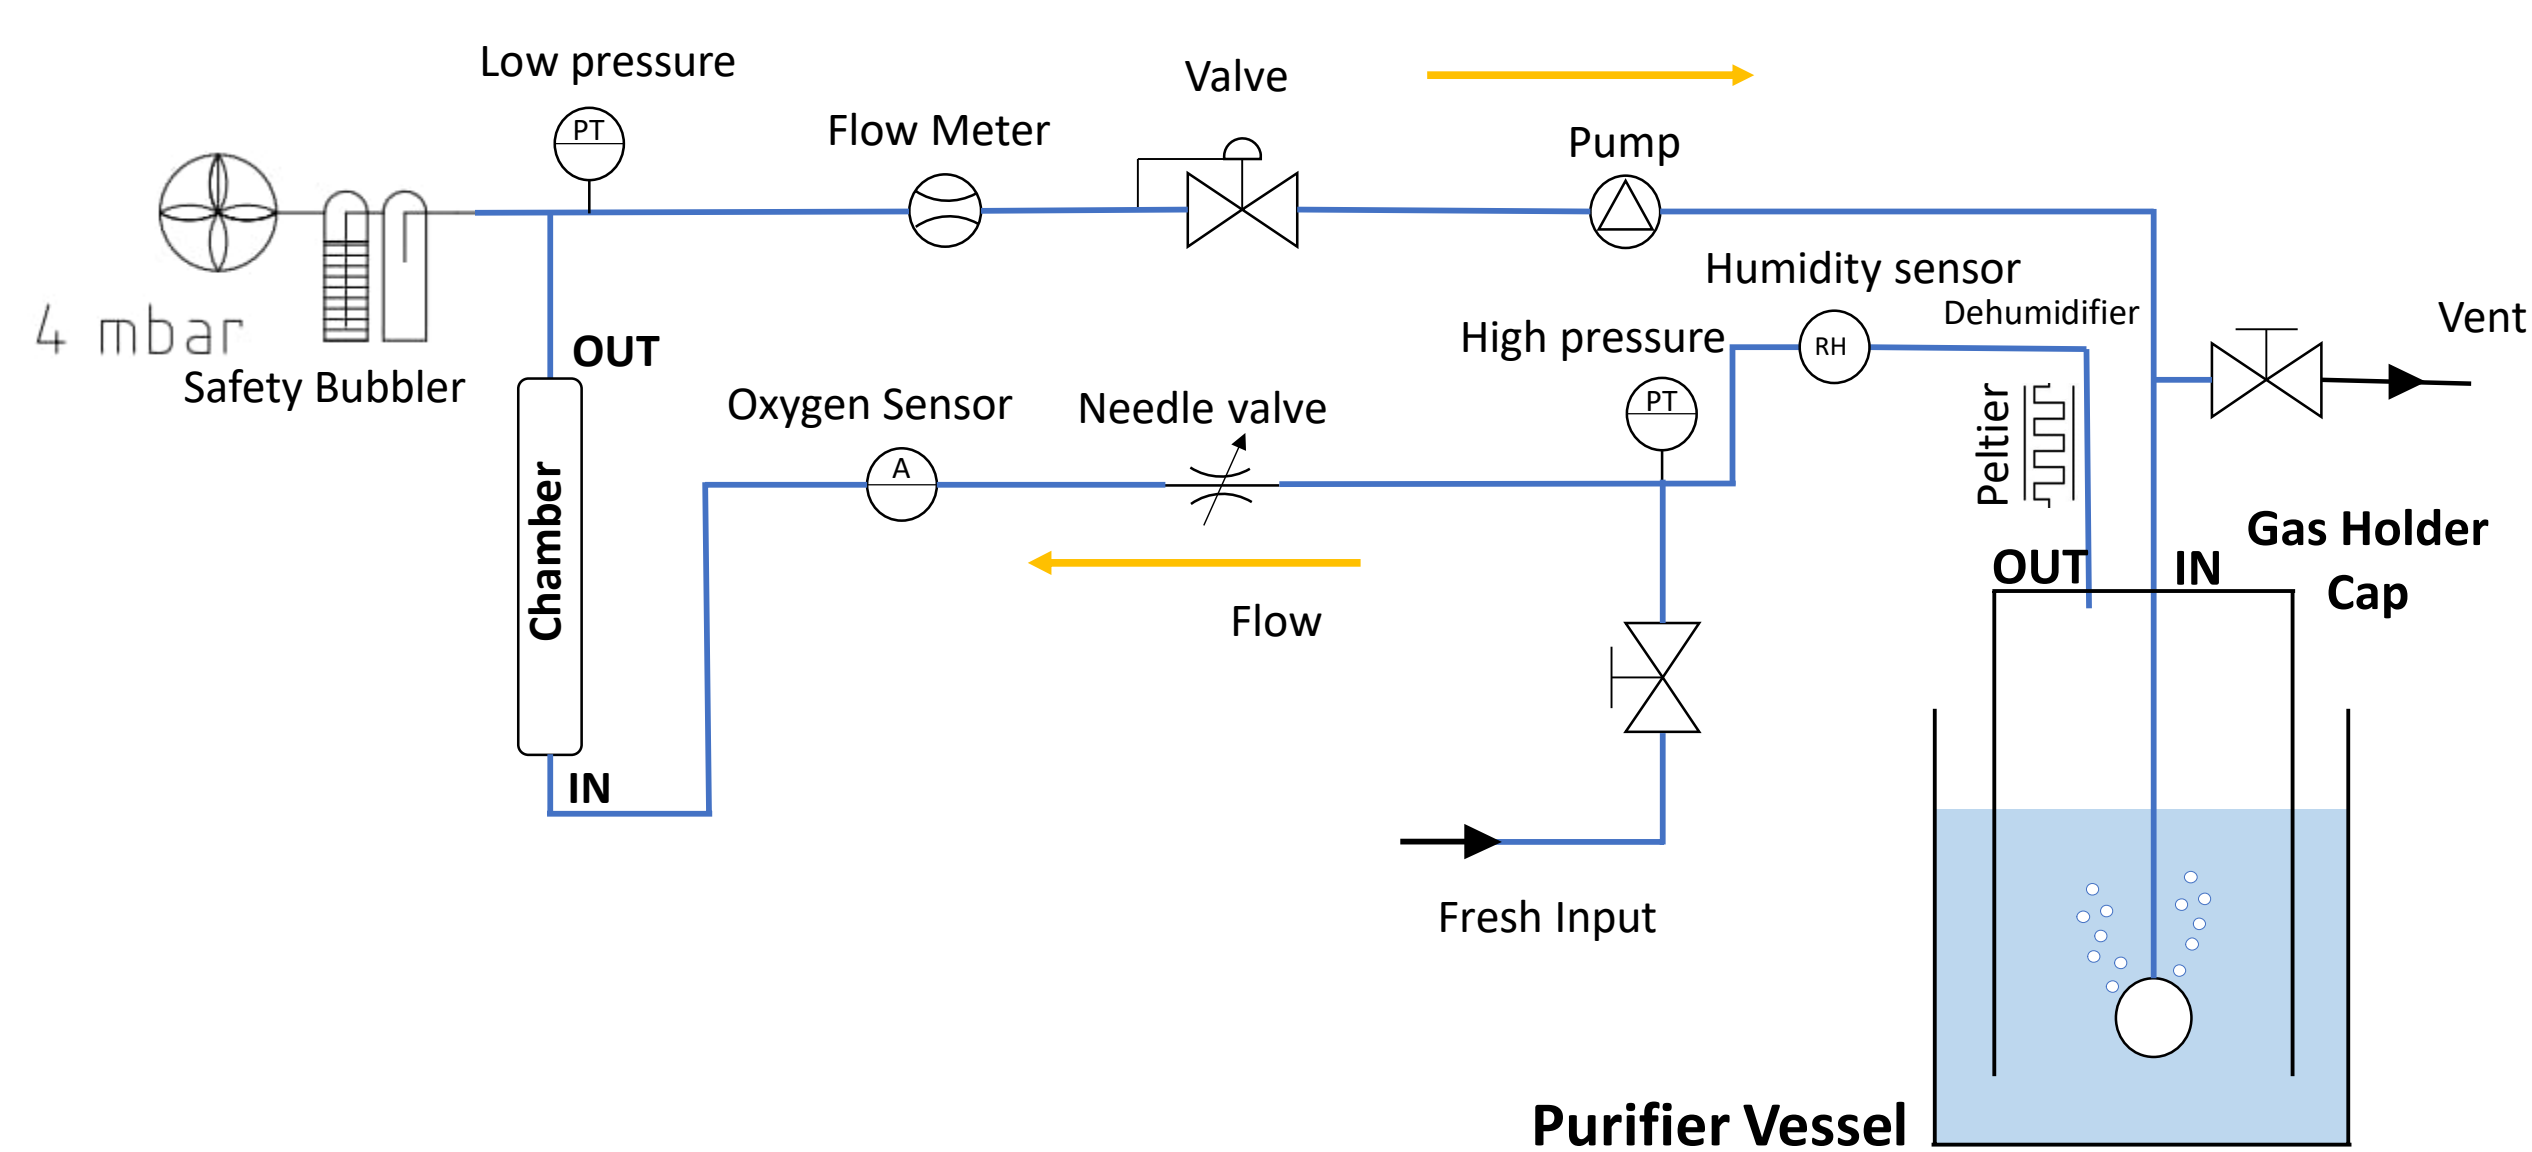 Low pressure
Valve
Flow Meter
PT
Pump
Humidity sensor
Dehumidifier
Vent
4 mbar
High pressure
RH
OUT
Safety Bubbler
Oxygen Sensor
Needle valve
PT
A
Peltier
Chamber
Gas Holder
Cap
OUT
IN
Flow
IN
Fresh Input
Purifier Vessel